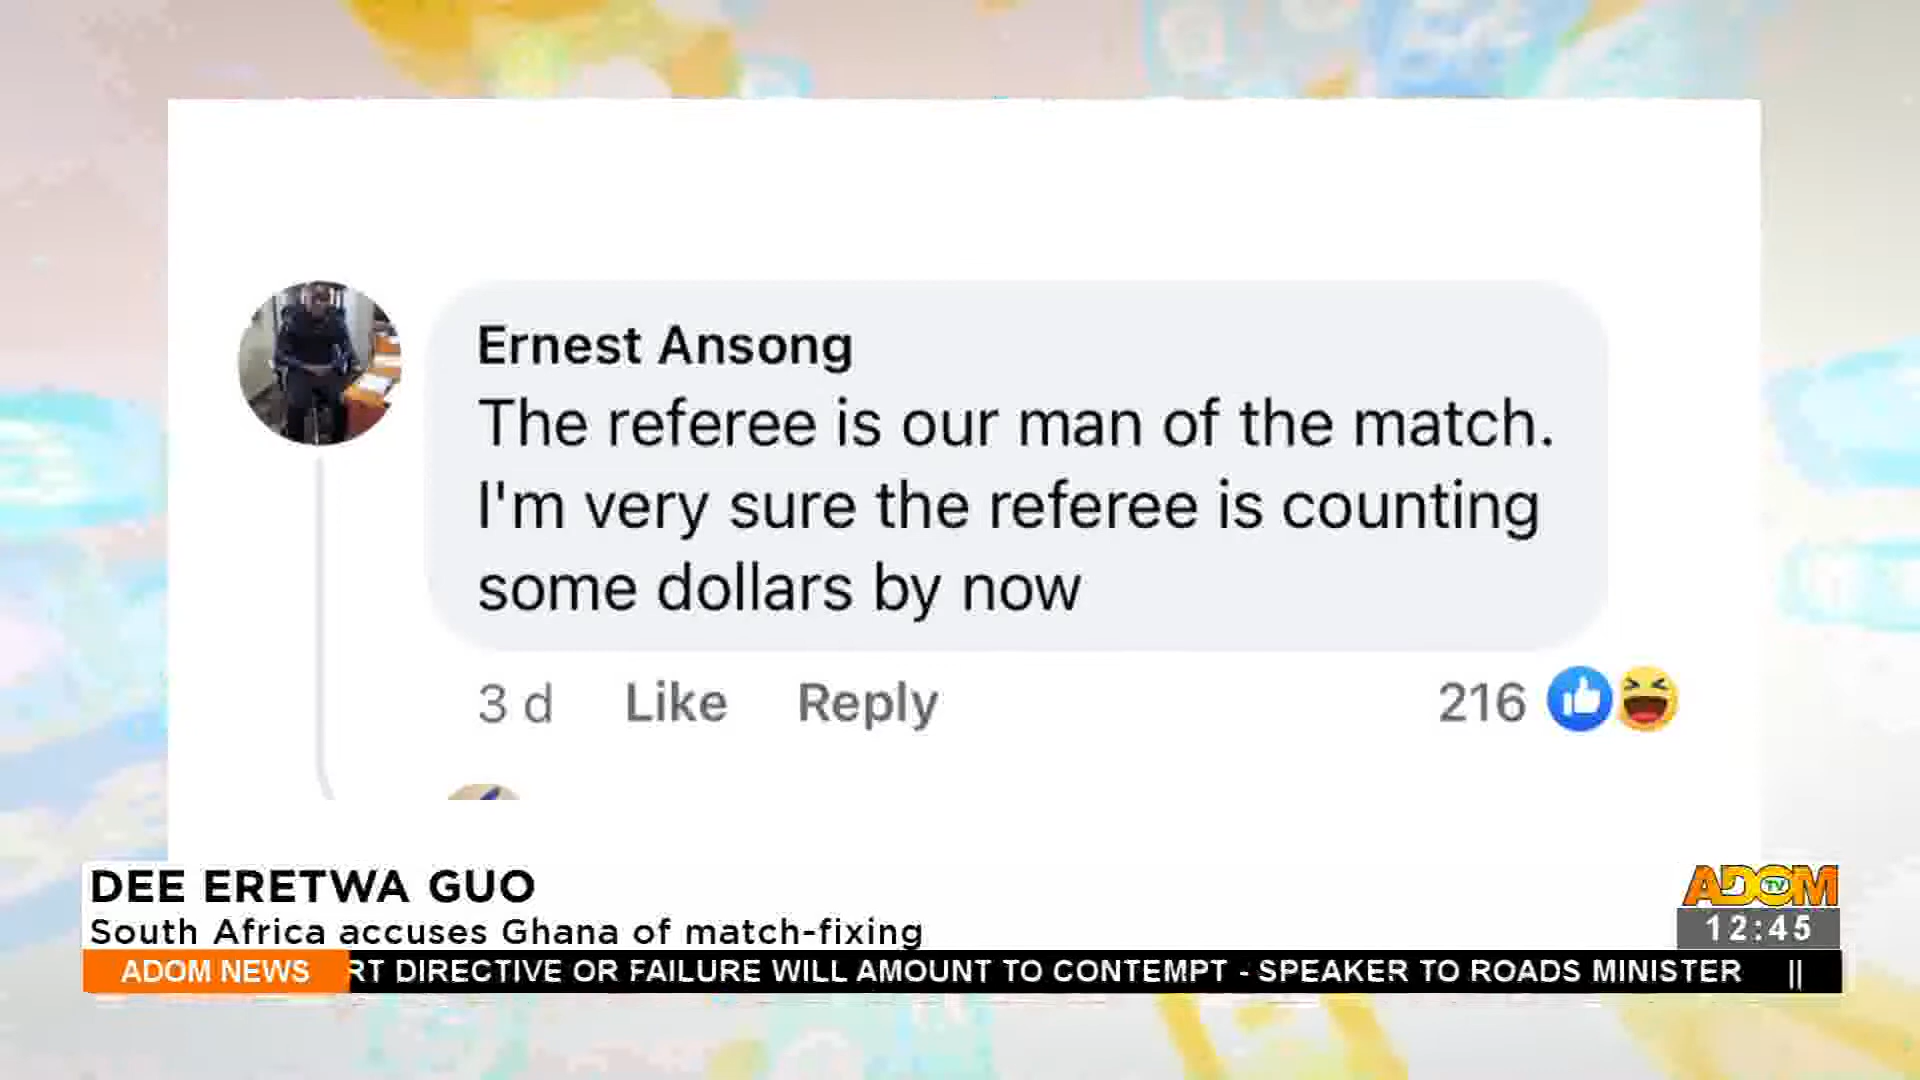 Ernest Ansong
The referee is our man of the match.
I'm very sure the referee is counting
some dollars by now
3 d Like Reply 216
DEE ERETWA GUO
South Africa accuses Ghana of match-fixing
ADOM TV
12:45
ADOM NEWS RT DIRECTIVE OR FAILURE WILL AMOUNT TO CONTEMPT - SPEAKER TO ROADS MINISTER ||